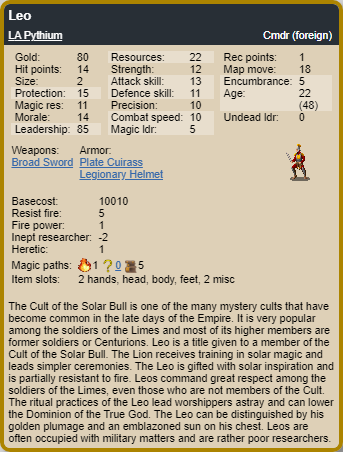 Leo
LA Pythium Cmdr (foreign)
Gold: 80 Resources: 22 Rec points: 1
Hit points: 14 Strength: 12 Map move: 18
Size: 2 Attack skill: 13 Encumbrance: 5
Protection: 15 Defence skill: 11 Age: 22
Magic res: 11 Precision: 10 (48)
Morale: 14 Combat speed: 10 Undead ldr: 0
Leadership: 85 Magic ldr: 5
Weapons: Armor:
Broad Sword Plate Cuirass
Legionary Helmet
Basecost: 10010
Resist fire: 5
Fire power: 1
Inept researcher: -2
Heretic: 1
Magic paths: 1 ? 0 5
Item slots: 2 hands, head, body, feet, 2 misc
The Cult of the Solar Bull is one of the many mystery cults that have
become common in the late days of the Empire. It is very popular
among the soldiers of the Limes and most of its higher members are
former soldiers or Centurions. Leo is a title given to a member of the
Cult of the Solar Bull. The Lion receives training in solar magic and
leads simpler ceremonies. The Leo is gifted with solar inspiration and
is partially resistant to fire. Leos command great respect among the
soldiers of the Limes, even those who are not members of the Cult.
The ritual practices of the Leo lead worshippers astray and can lower
the Dominion of the True God. The Leo can be distinguished by his
golden plumage and an emblazoned sun on his chest. Leos are
often occupied with military matters and are rather poor researchers.